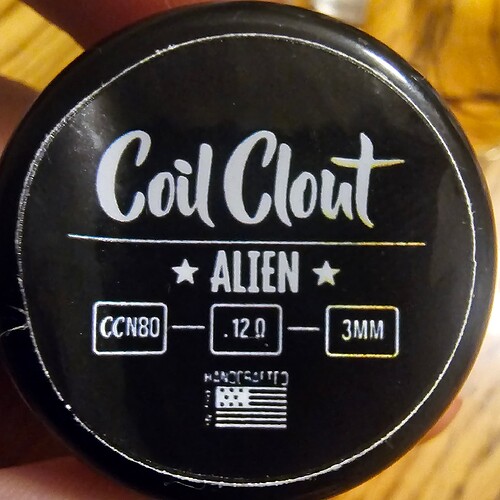 Coil Clout
★ ALIEN ★
CCN80 — .12Ω — 3MM
HANDCRAFTED